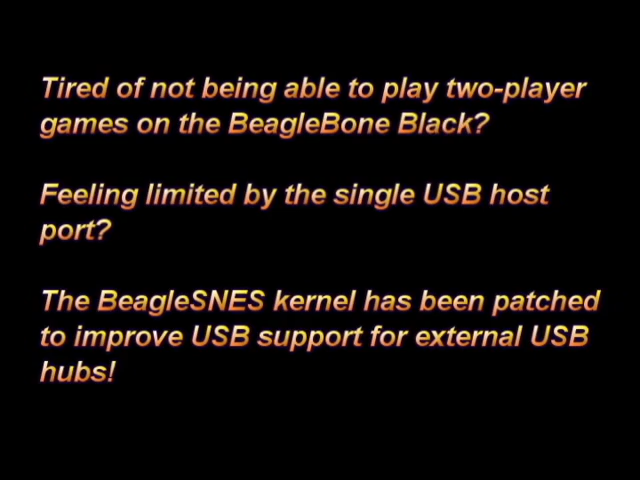 Tired of not being able to play two-player
games on the BeagleBone Black?
Feeling limited by the single USB host
port?
The BeagleSNES kernel has been patched
to improve USB support for external USB
hubs!